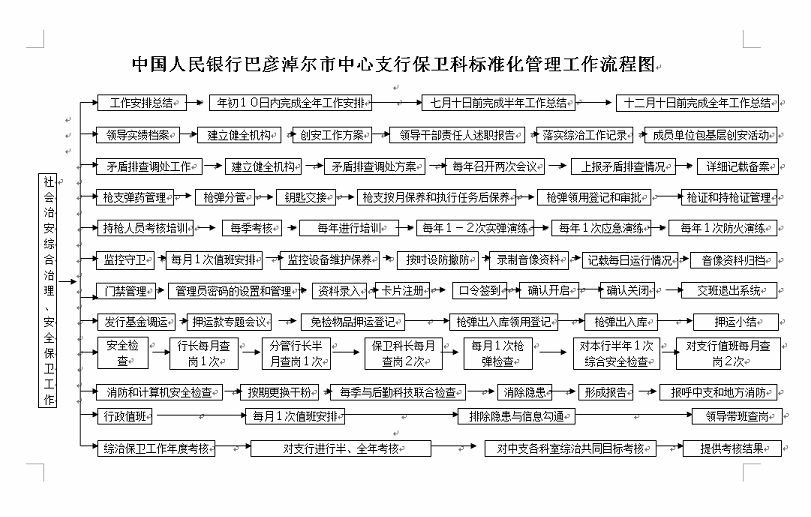 中国人民银行巴彦淖尔市中心支行保卫科标准化管理工作流程图
社会治安综合治理、安全保卫工作
工作安排总结 年初10日内完成全年工作安排 七月十日前完成半年工作总结 十二月十日前完成全年工作总结
领导实绩档案 建立健全机构 创安工作方案 领导干部责任人述职报告 落实综治工作记录 成员单位包基层创安活动
矛盾排查调处工作 建立健全机构 矛盾排查调处方案 每年召开两次会议 上报矛盾排查情况 详细记载备案
枪支弹药管理 枪弹分管 钥匙交接 枪支按月保养和执行任务后保养 枪弹领用登记和审批 枪证和持枪证管理
持枪人员考核培训 每季考核 每年进行培训 每年1-2次实弹演练 每年1次应急演练 每年1次防火演练
监控守卫 每月1次值班安排 监控设备维护保养 按时设防撤防 录制音像资料 记载每日运行情况 音像资料归档
门禁管理 管理员密码的设置和管理 资料录入 卡片注册 口令签到 确认开启 确认关闭 交班退出系统
发行基金调运 押运款专题会议 免检物品押运登记 枪弹出入库领用登记 枪弹出入库 押运小结
安全检查 行长每月查岗1次 分管行长半月查岗1次 保卫科长每月查岗2次 每月1次枪弹检查 对本行半年1次综合安全检查 对支行值班每月查岗2次
消防和计算机安全检查 按期更换干粉 每季与后勤科技联合检查 消除隐患 形成报告 报呼中支和地方消防
行政值班 每月1次值班安排 排除隐患与信息勾通 领导带班查岗
综治保卫工作年度考核 对支行进行半、全年考核 对中支各科室综治共同目标考核 提供考核结果